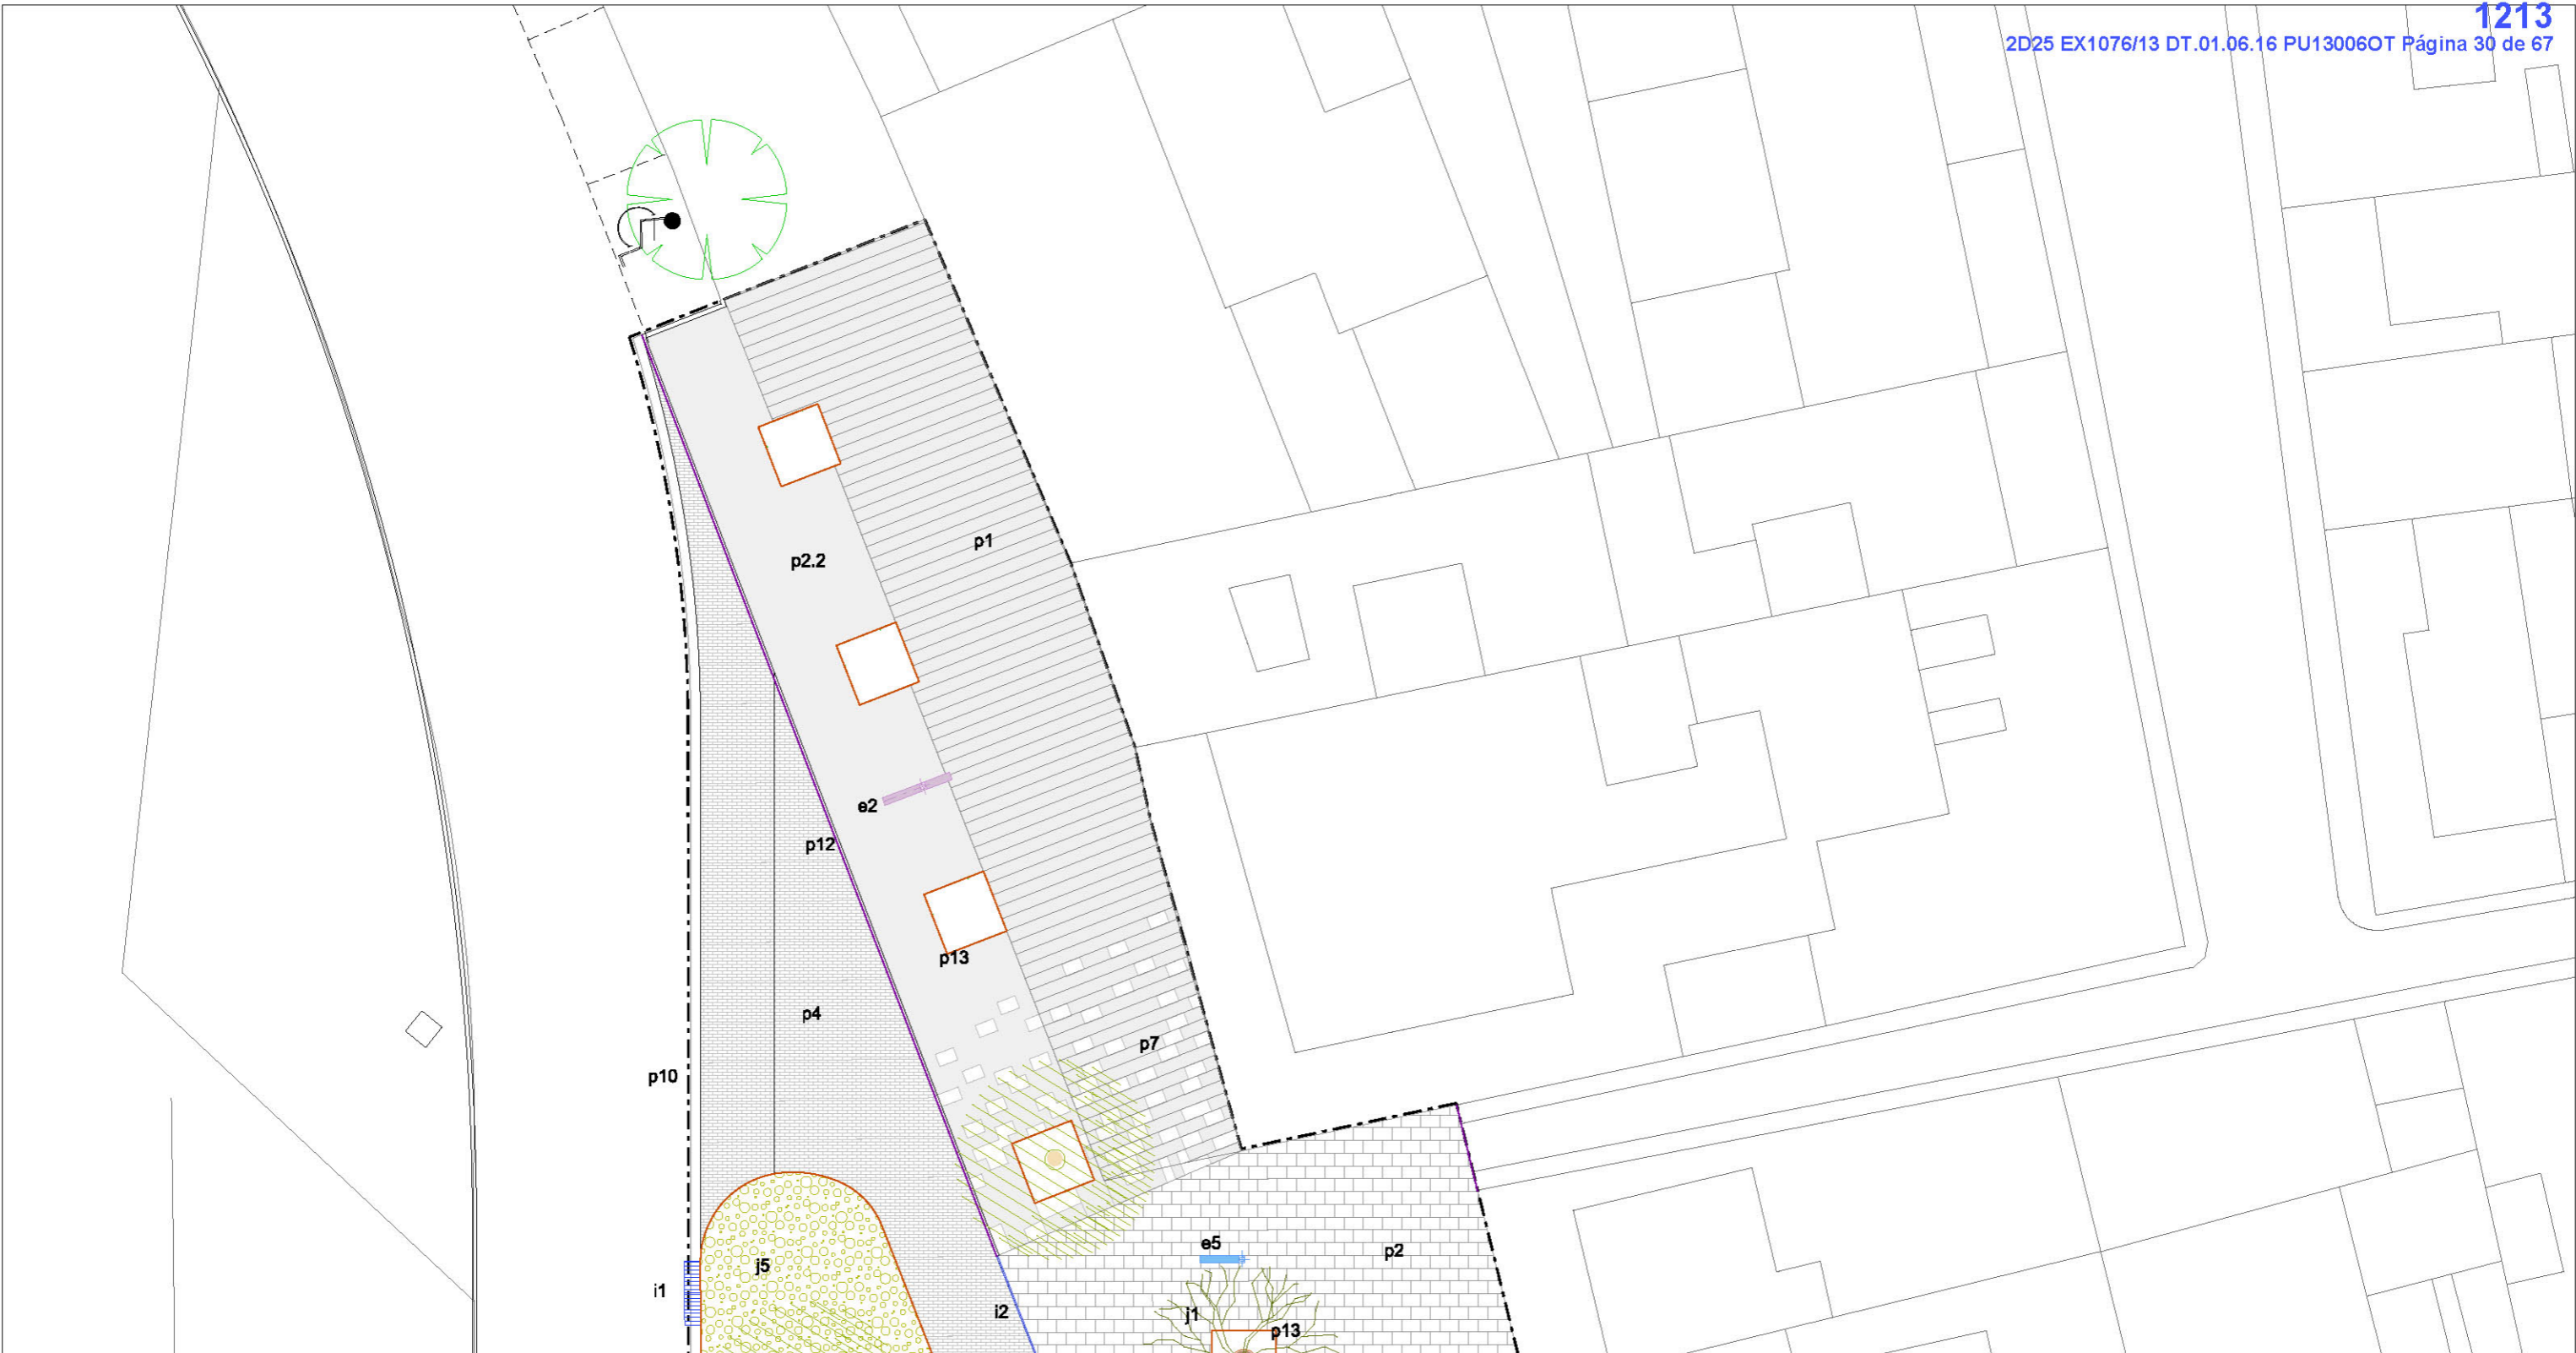 1213
2D25 EX1076/13 DT.01.06.16 PU13006OT Página 30 de 67
p1
p2.2
e2
p12
p13
p4
p7
p10
e5
p2
j5
i1
i2
j1
p13